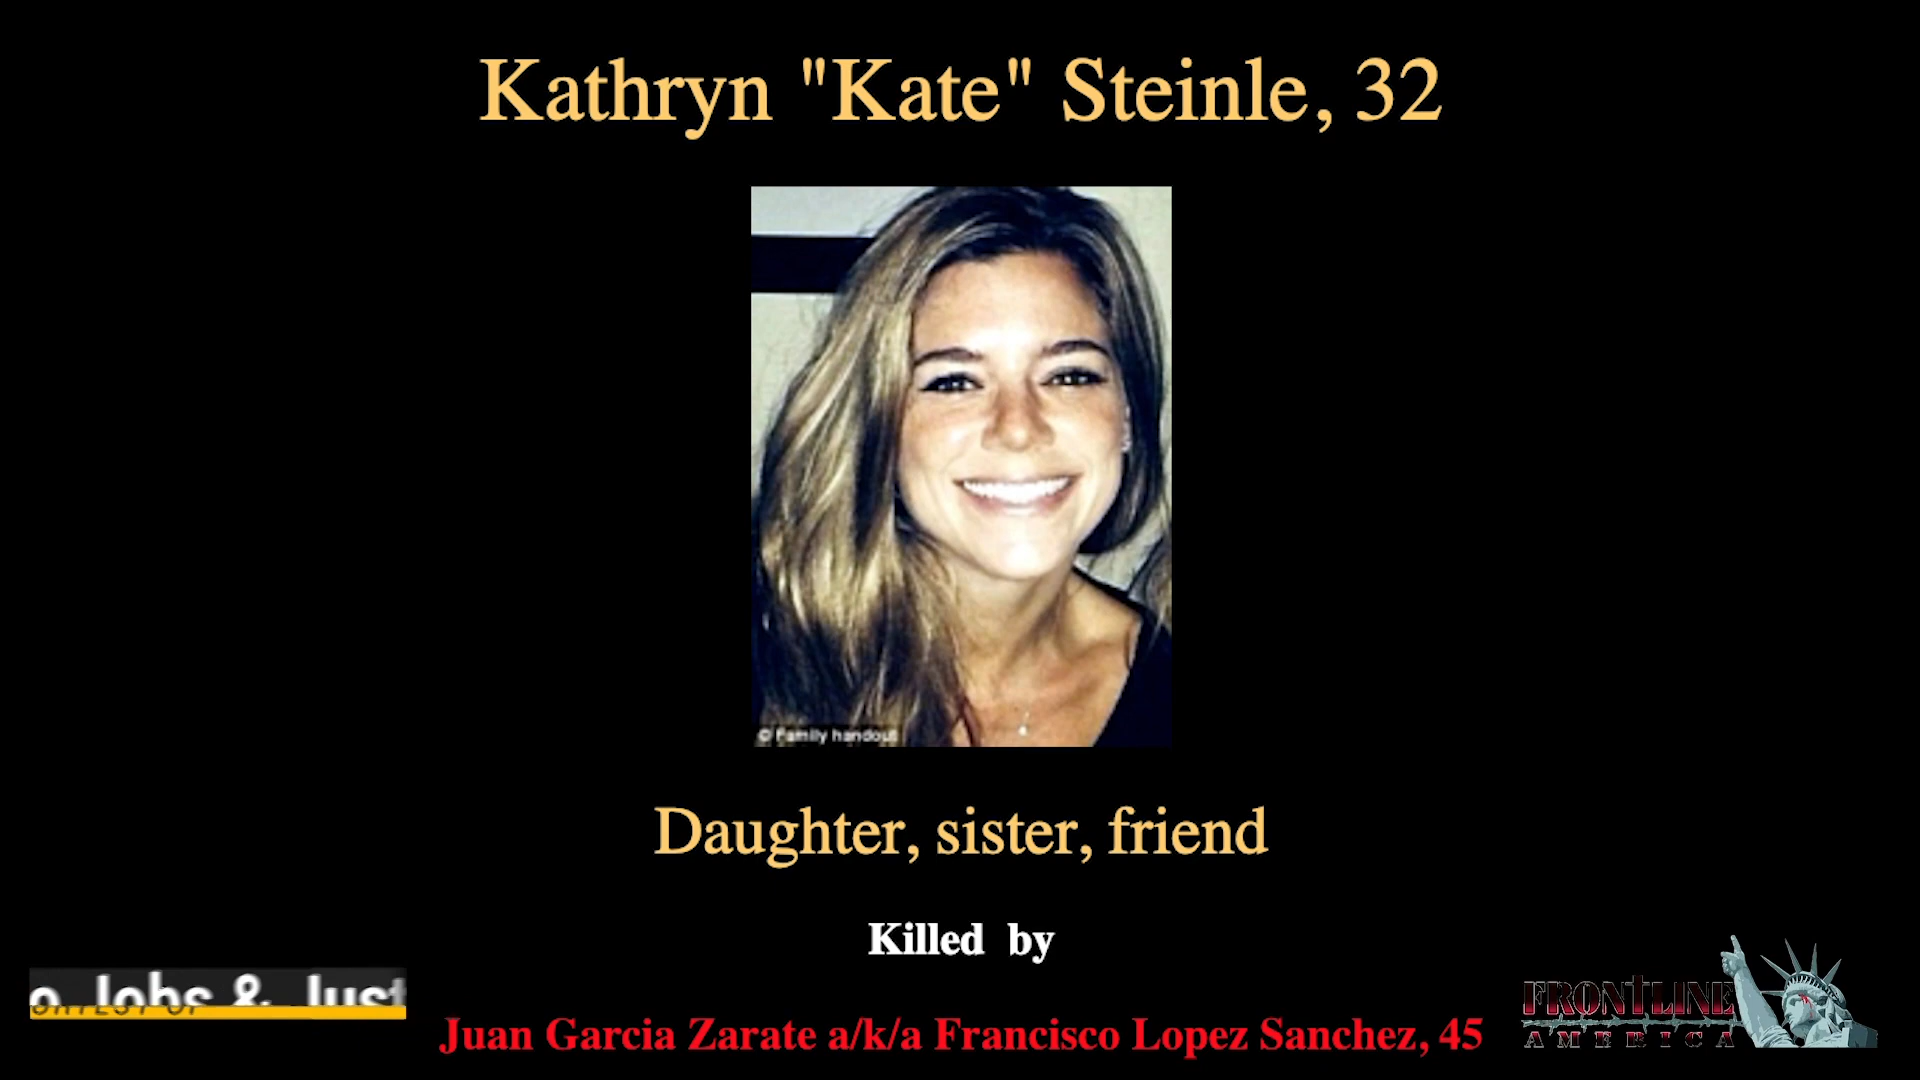 Kathryn "Kate" Steinle, 32
© Family handout
Daughter, sister, friend
Killed by
Juan Garcia Zarate a/k/a Francisco Lopez Sanchez, 45
FRONTLINE
AMERICA